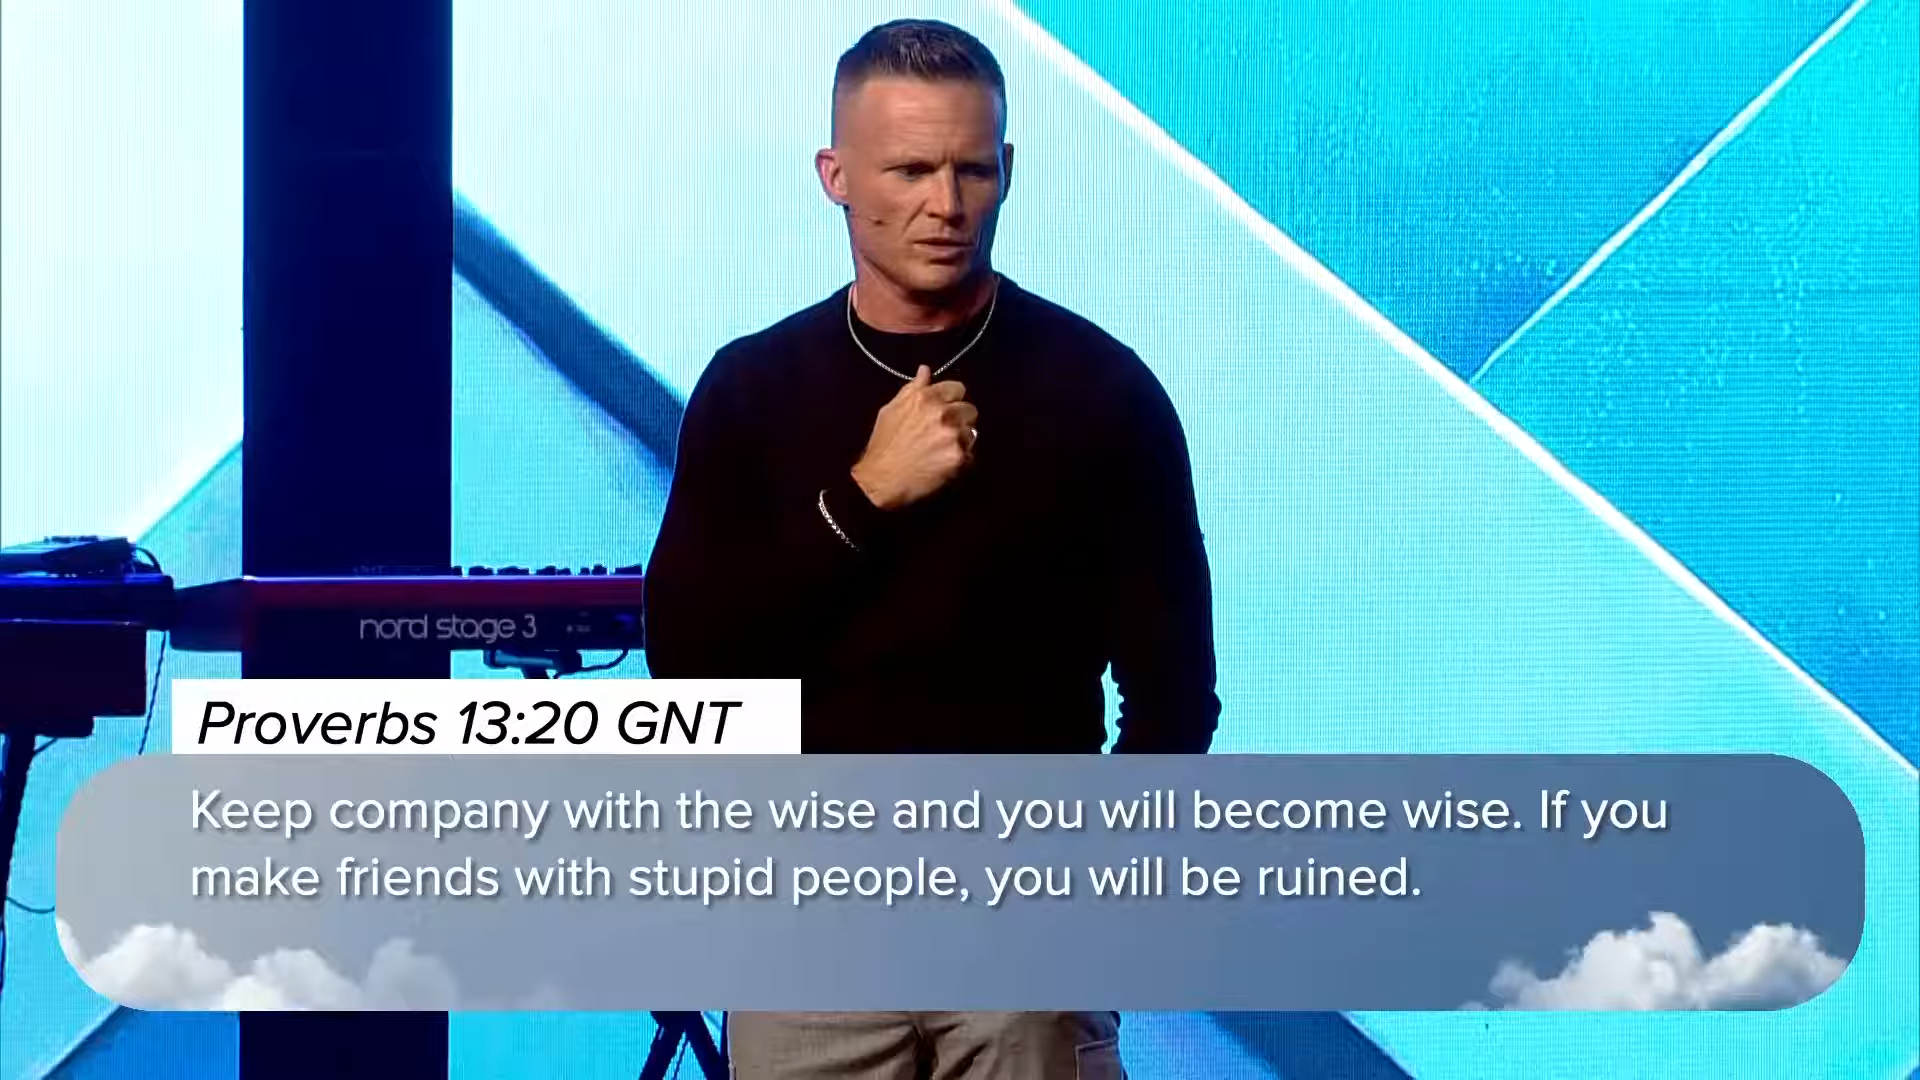 nord stage 3
Proverbs 13:20 GNT
Keep company with the wise and you will become wise. If you
make friends with stupid people, you will be ruined.